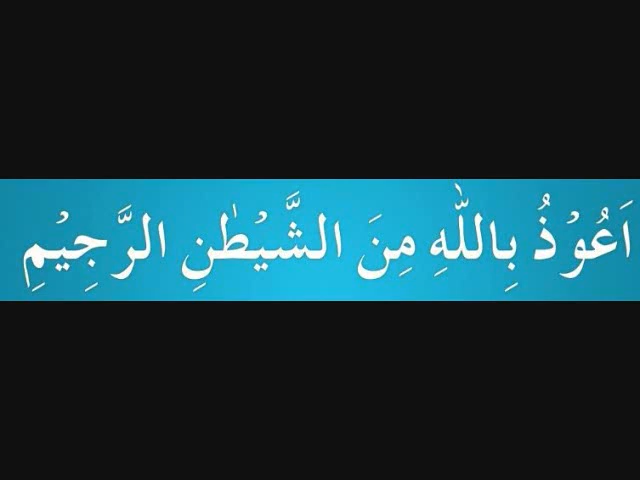 اَعُوْذُ بِاللّٰهِ مِنَ الشَّيْطٰنِ الرَّجِيْمِ